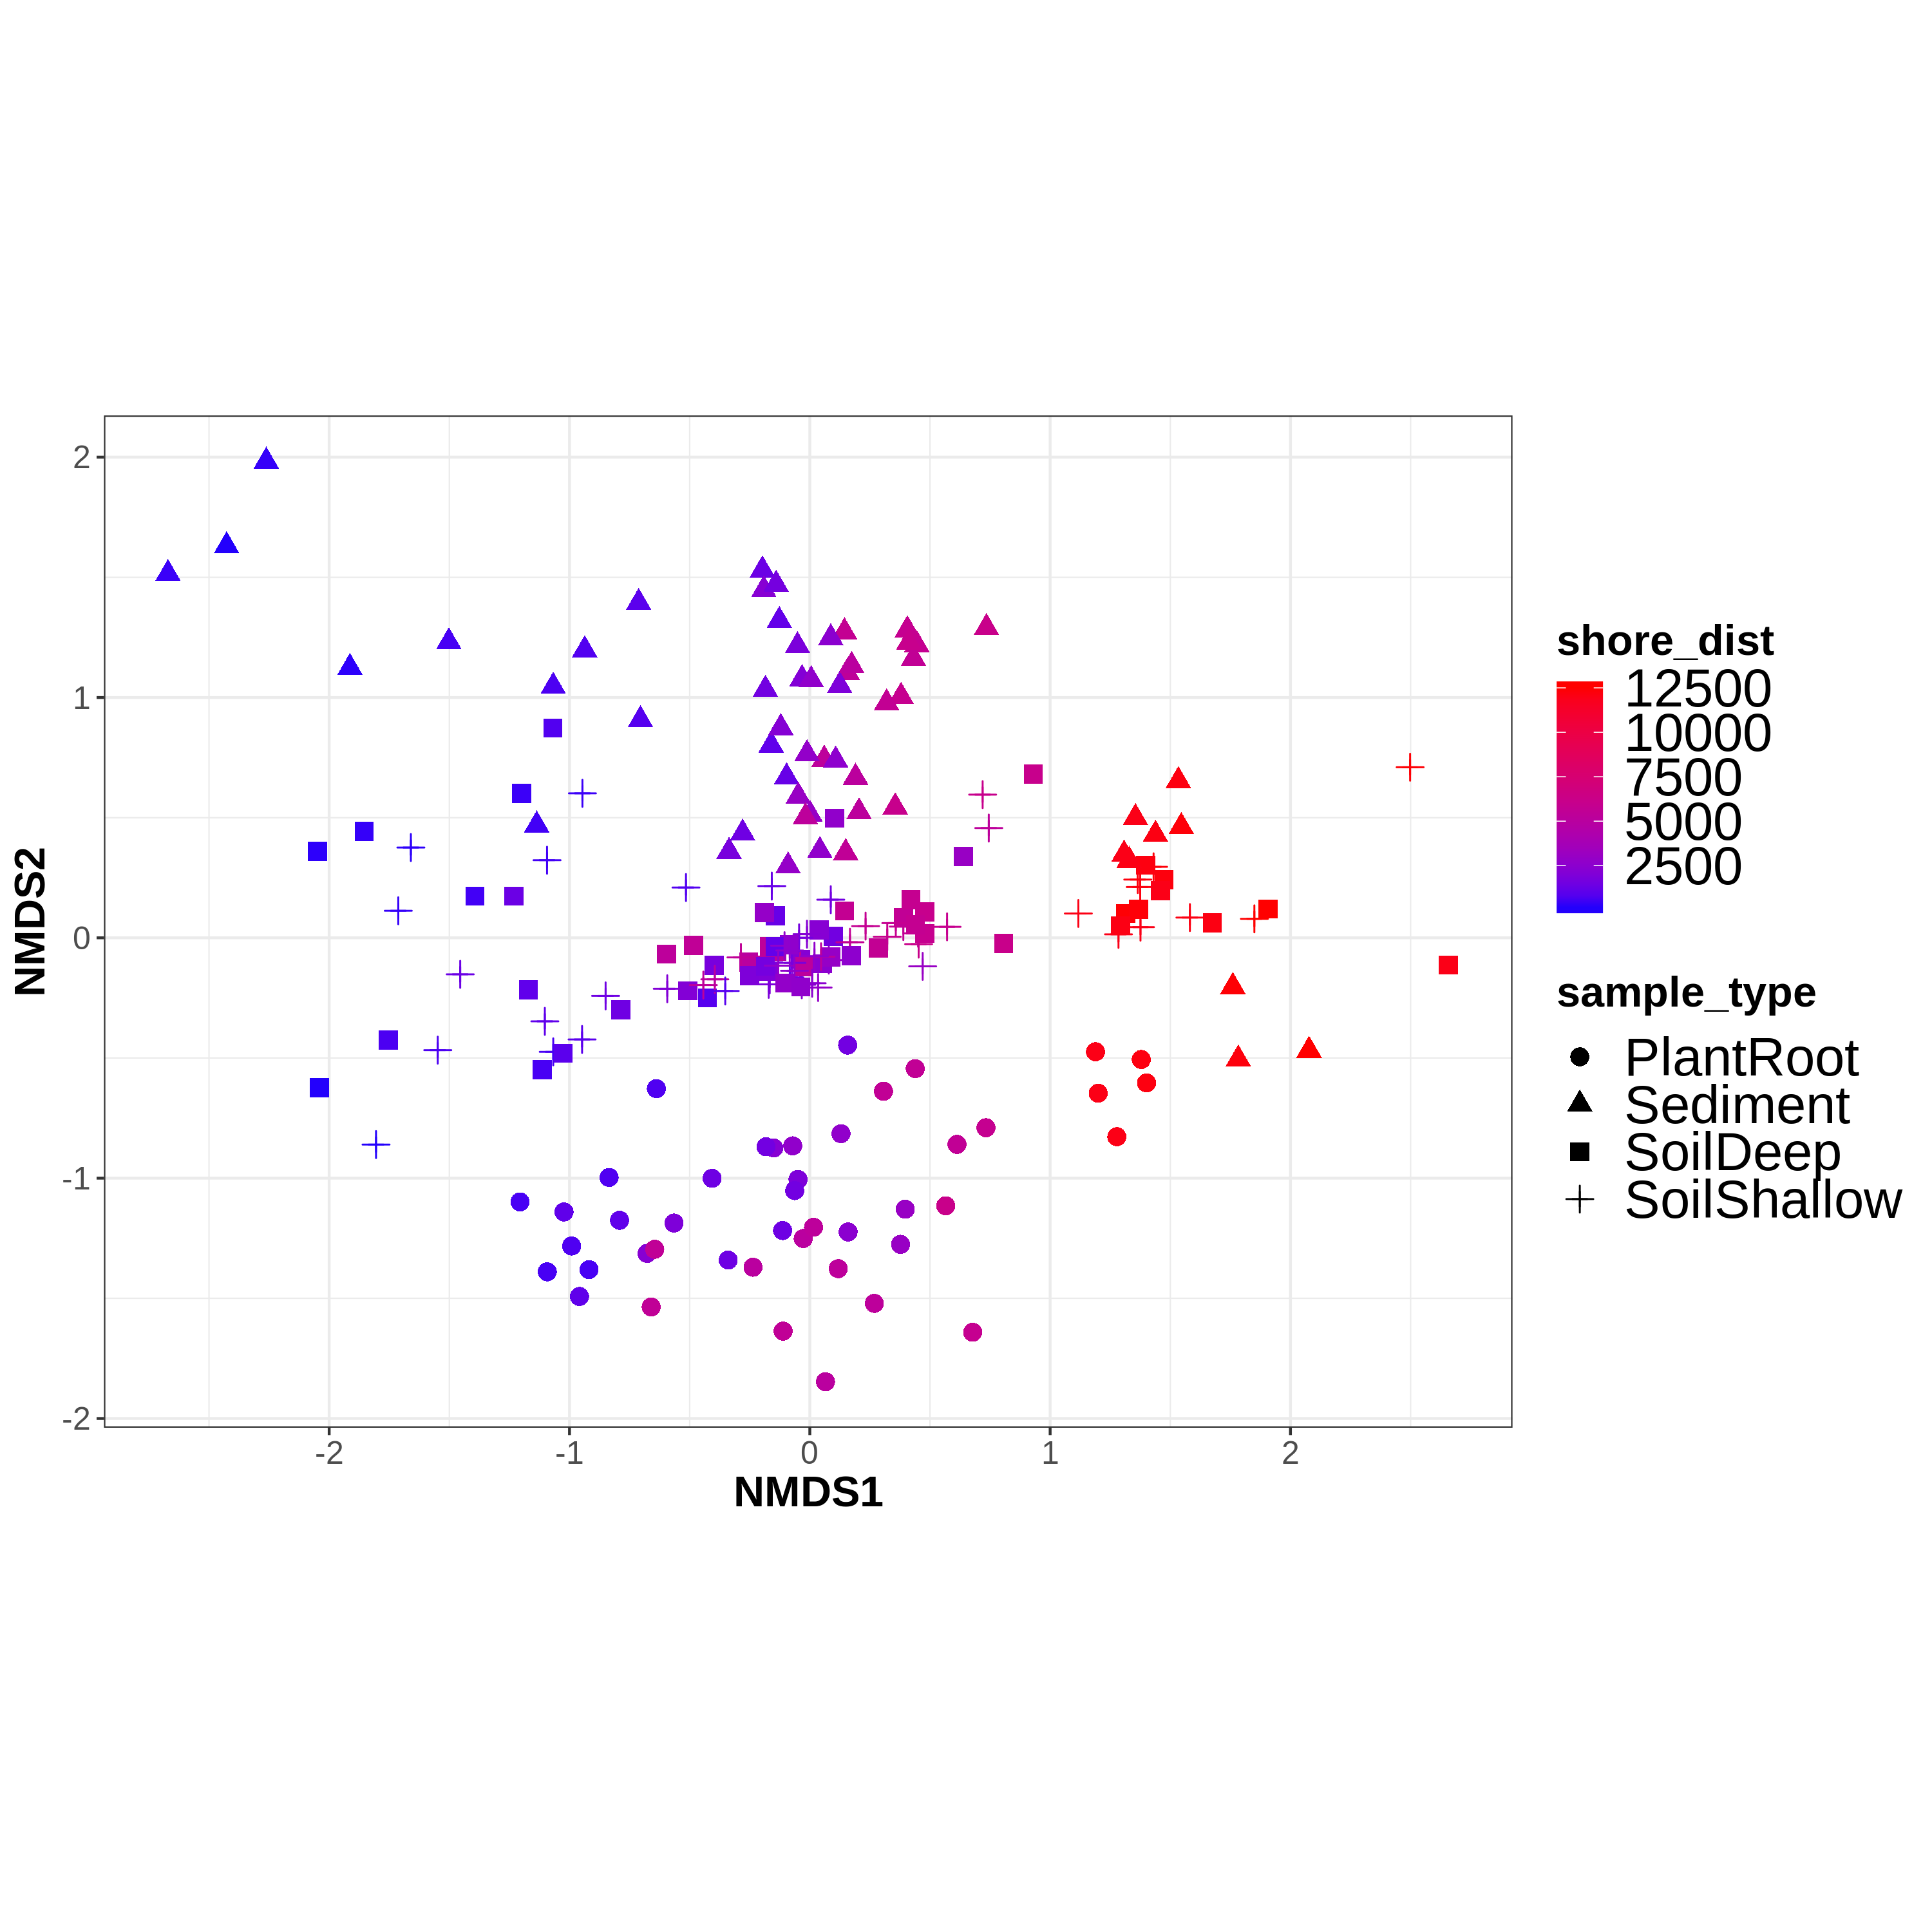 2
1
0
-1
-2
NMDS2
-2
-1
0
1
2
NMDS1
shore_dist
12500
10000
7500
5000
2500
sample_type
PlantRoot
Sediment
SoilDeep
SoilShallow